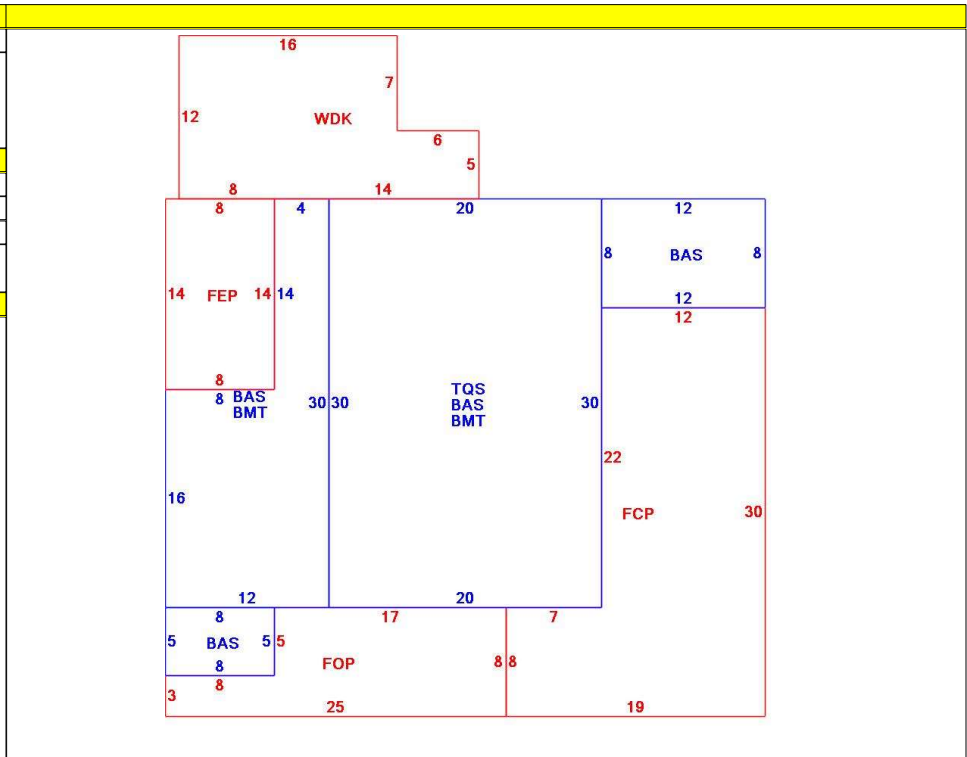 16
7
12
WDK
6
5
8 14
8 4 20 12
8 BAS 8
14 FEP 14 14
12
12
8
8 BAS
BMT
30 30
TQS
BAS
BMT
30
22
16
FCP
30
12 20
8 17 7
5 BAS 5 5
8
FOP
8 8
8
3
25 19